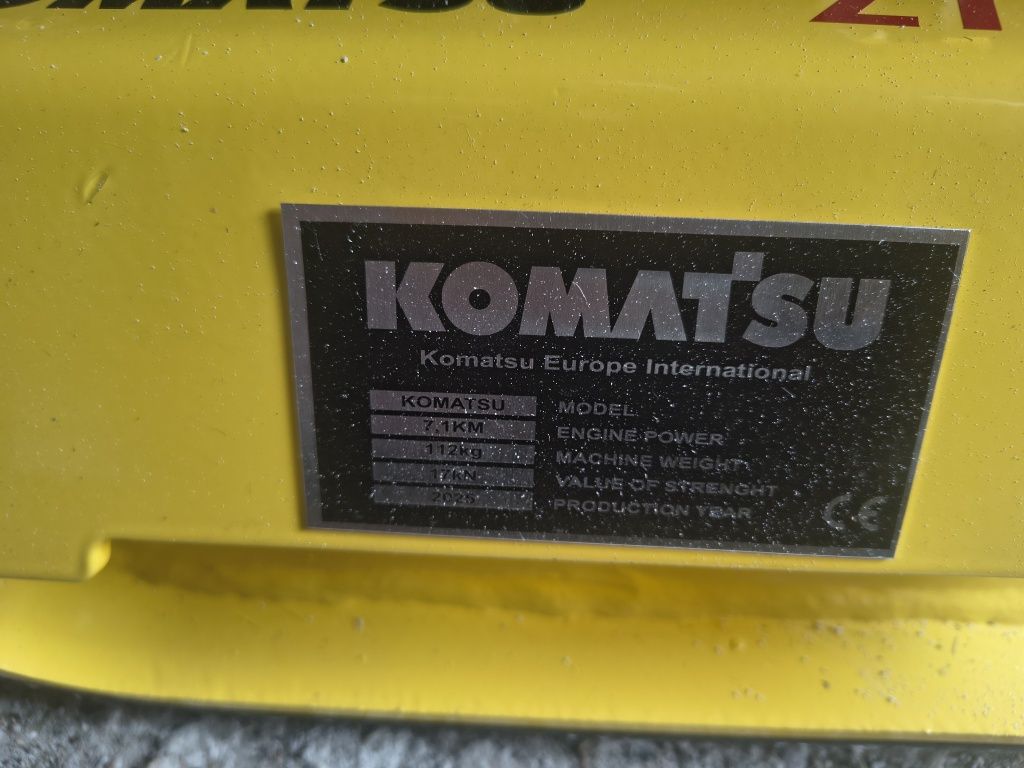 KOMATSU
Komatsu Europe International
KOMATSU MODEL
7,1KM ENGINE POWER
112kg MACHINE WEIGHT
17kN VALUE OF STRENGHT
2025 PRODUCTION YEAR
CE